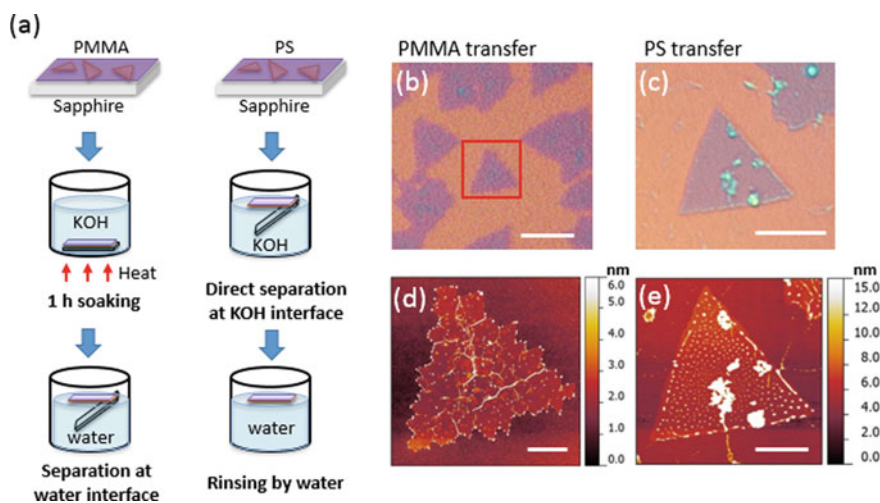 (a)
PMMA
PS
Sapphire
Sapphire
KOH
KOH
Heat
1 h soaking
Direct separation
at KOH interface
water
water
Separation at
water interface
Rinsing by water
PMMA transfer
PS transfer
(b)
(c)
(d)
nm
6.0
5.0
4.0
3.0
2.0
1.0
0.0
(e)
nm
15.0
12.0
10.0
8.0
6.0
4.0
2.0
0.0